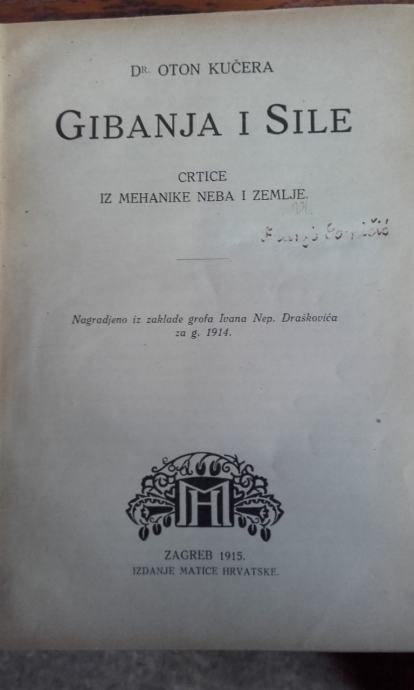 DR. OTON KUČERA
GIBANJA I SILE
CRTICE
IZ MEHANIKE NEBA I ZEMLJE.
Nagradjeno iz zaklade grofa Ivana Nep. Draškovića
za g. 1914.
MH
ZAGREB 1915.
IZDANJE MATICE HRVATSKE.